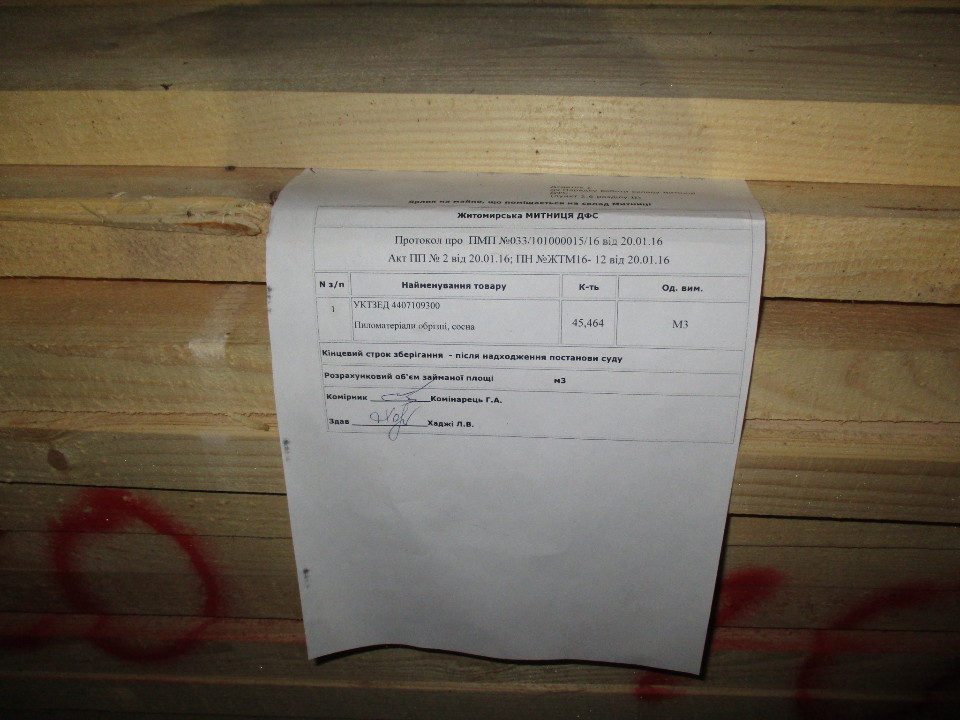 Додаток 1
Ярлик на майно, що поміщається на склад митниці
Житомирська МИТНИЦЯ ДФС
Протокол про ПМП №033/101000015/16 від 20.01.16
Акт ПП № 2 від 20.01.16; ПН №ЖТМ16- 12 від 20.01.16
N з/п Найменування товару К-ть Од. вим.
1 УКТЗЕД 4407109300
Пиломатеріали обрізні, сосна 45,464 М3
Кінцевий строк зберігання - після надходження постанови суду
Розрахунковий об'єм займаної площі м3
Комірник Комінарець Г.А.
Здав Хаджі Л.В.